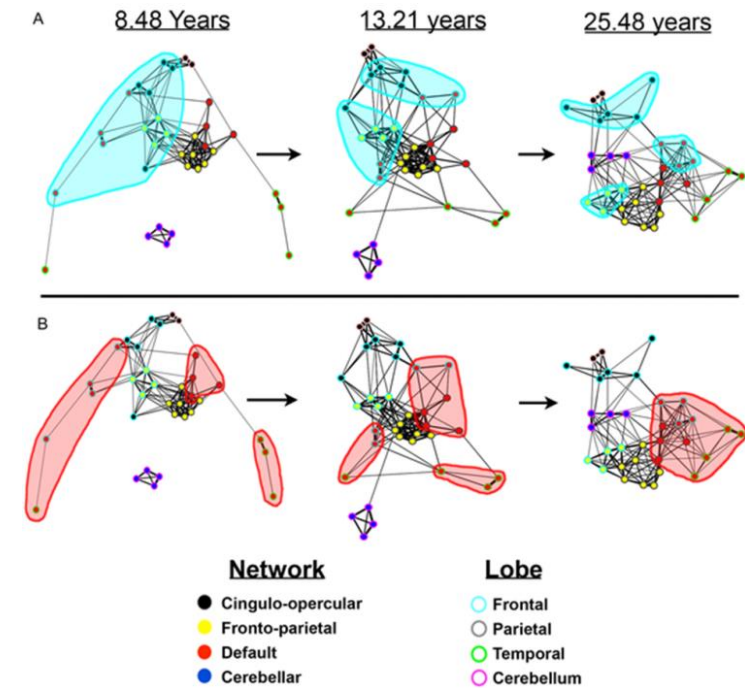 A
8.48 Years
13.21 years
25.48 years
B
Network
Cingulo-opercular
Fronto-parietal
Default
Cerebellar
Lobe
Frontal
Parietal
Temporal
Cerebellum